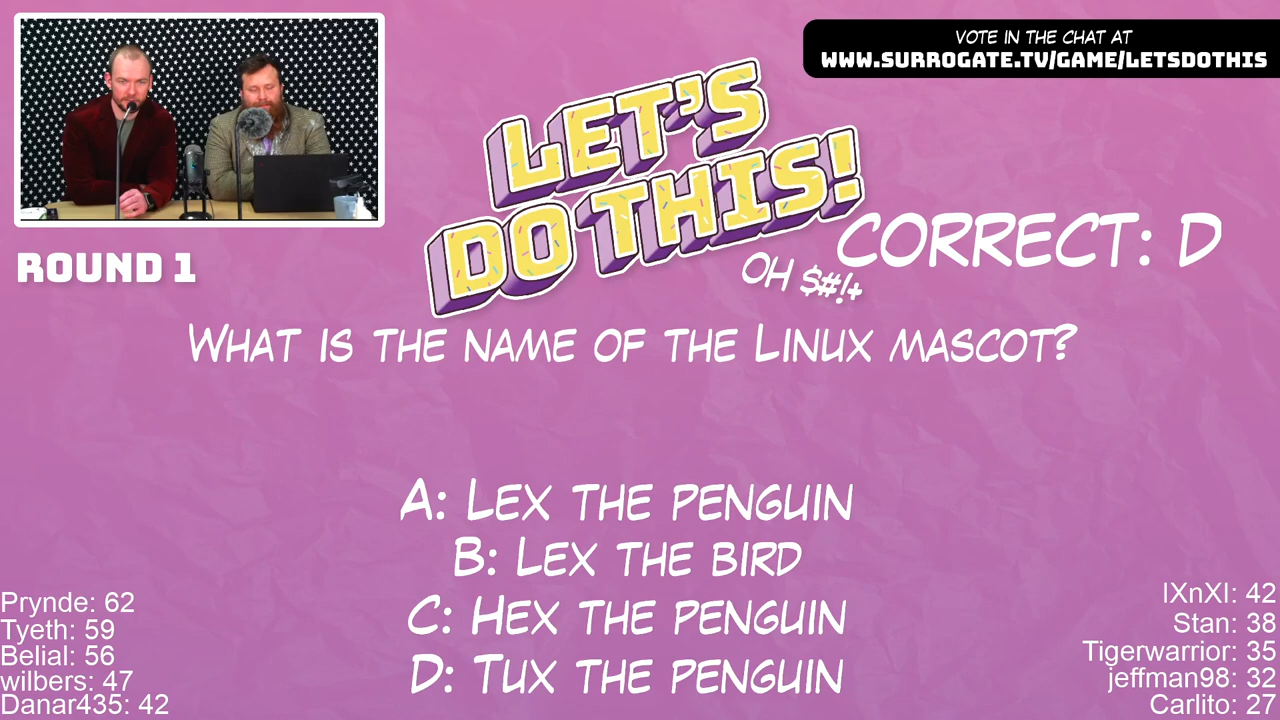 VOTE IN THE CHAT AT
WWW.SURROGATE.TV/GAME/LETSDOTHIS
LET'S
DO THIS!
OH $#!+
CORRECT: D
ROUND 1
WHAT IS THE NAME OF THE LINUX MASCOT?
A: LEX THE PENGUIN
B: LEX THE BIRD
C: HEX THE PENGUIN
D: TUX THE PENGUIN
Prynde: 62
Tyeth: 59
Belial: 56
wilbers: 47
Danar435: 42
IXnXI: 42
Stan: 38
Tigerwarrior: 35
jeffman98: 32
Carlito: 27